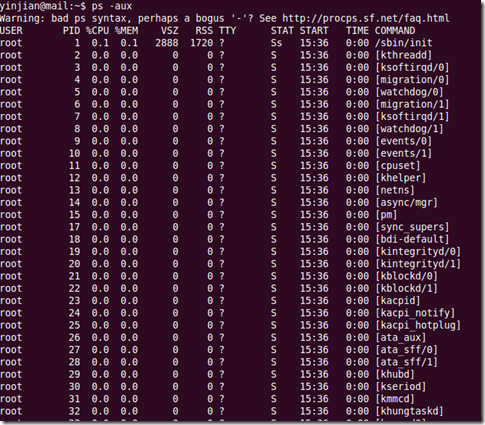 yinjian@mail:~$ ps -aux
Warning: bad ps syntax, perhaps a bogus '-'? See http://procps.sf.net/faq.html
USER PID %CPU %MEM VSZ RSS TTY STAT START TIME COMMAND
root 1 0.1 0.1 2888 1720 ? Ss 15:36 0:00 /sbin/init
root 2 0.0 0.0 0 0 ? S 15:36 0:00 [kthreadd]
root 3 0.0 0.0 0 0 ? S 15:36 0:00 [ksoftirqd/0]
root 4 0.0 0.0 0 0 ? S 15:36 0:00 [migration/0]
root 5 0.0 0.0 0 0 ? S 15:36 0:00 [watchdog/0]
root 6 0.0 0.0 0 0 ? S 15:36 0:00 [migration/1]
root 7 0.0 0.0 0 0 ? S 15:36 0:00 [ksoftirqd/1]
root 8 0.0 0.0 0 0 ? S 15:36 0:00 [watchdog/1]
root 9 0.0 0.0 0 0 ? S 15:36 0:00 [events/0]
root 10 0.0 0.0 0 0 ? S 15:36 0:00 [events/1]
root 11 0.0 0.0 0 0 ? S 15:36 0:00 [cpuset]
root 12 0.0 0.0 0 0 ? S 15:36 0:00 [khelper]
root 13 0.0 0.0 0 0 ? S 15:36 0:00 [netns]
root 14 0.0 0.0 0 0 ? S 15:36 0:00 [async/mgr]
root 15 0.0 0.0 0 0 ? S 15:36 0:00 [pm]
root 17 0.0 0.0 0 0 ? S 15:36 0:00 [sync_supers]
root 18 0.0 0.0 0 0 ? S 15:36 0:00 [bdi-default]
root 19 0.0 0.0 0 0 ? S 15:36 0:00 [kintegrityd/0]
root 20 0.0 0.0 0 0 ? S 15:36 0:00 [kintegrityd/1]
root 21 0.0 0.0 0 0 ? S 15:36 0:00 [kblockd/0]
root 22 0.0 0.0 0 0 ? S 15:36 0:00 [kblockd/1]
root 23 0.0 0.0 0 0 ? S 15:36 0:00 [kacpid]
root 24 0.0 0.0 0 0 ? S 15:36 0:00 [kacpi_notify]
root 25 0.0 0.0 0 0 ? S 15:36 0:00 [kacpi_hotplug]
root 26 0.0 0.0 0 0 ? S 15:36 0:00 [ata_aux]
root 27 0.0 0.0 0 0 ? S 15:36 0:00 [ata_sff/0]
root 28 0.0 0.0 0 0 ? S 15:36 0:00 [ata_sff/1]
root 29 0.0 0.0 0 0 ? S 15:36 0:00 [khubd]
root 30 0.0 0.0 0 0 ? S 15:36 0:00 [kseriod]
root 31 0.0 0.0 0 0 ? S 15:36 0:00 [kmmcd]
root 32 0.0 0.0 0 0 ? S 15:36 0:00 [khungtaskd]